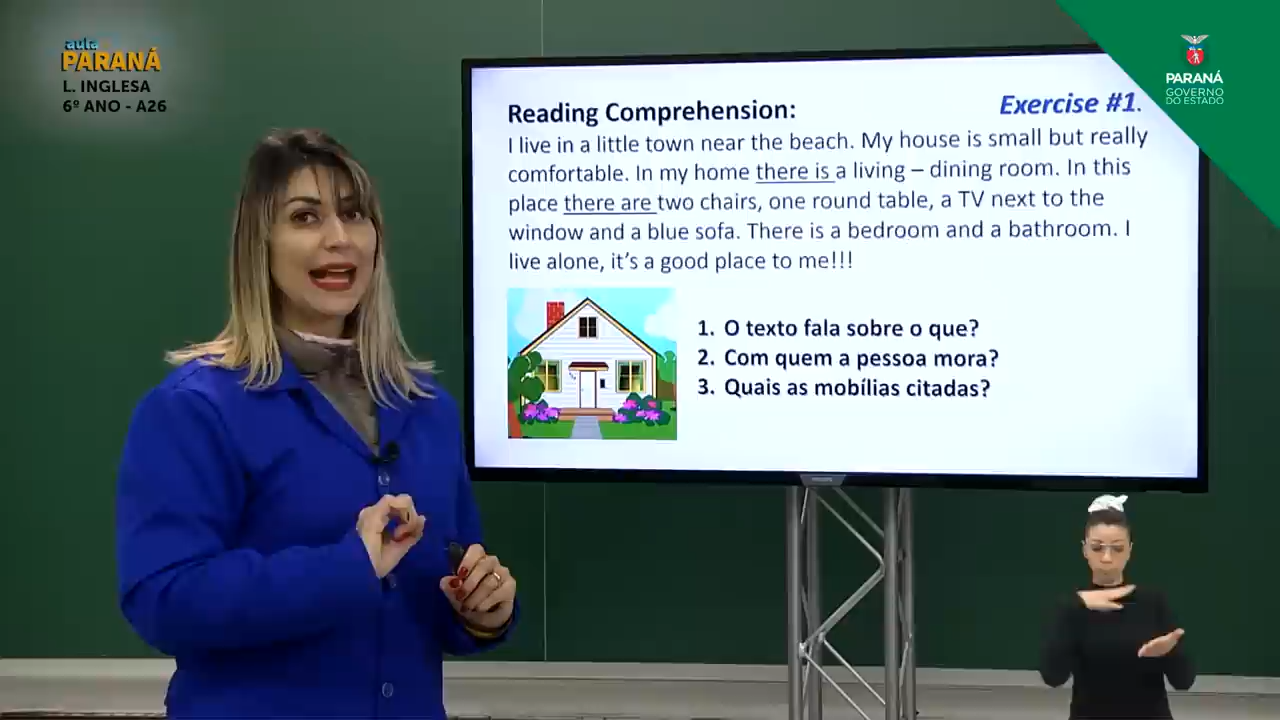 aula
PARANÁ
L. INGLESA
6º ANO - A26
PARANÁ
GOVERNO
DO ESTADO
Reading Comprehension:
Exercise #1.
I live in a little town near the beach. My house is small but really
comfortable. In my home there is a living – dining room. In this
place there are two chairs, one round table, a TV next to the
window and a blue sofa. There is a bedroom and a bathroom. I
live alone, it’s a good place to me!!!
1. O texto fala sobre o que?
2. Com quem a pessoa mora?
3. Quais as mobílias citadas?